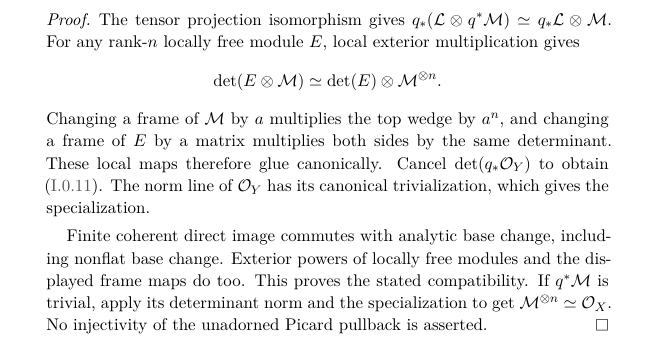 Proof. The tensor projection isomorphism gives q∗(ℒ ⊗ q*ℳ) ≃ q∗ℒ ⊗ ℳ.
For any rank-n locally free module E, local exterior multiplication gives
det(E ⊗ ℳ) ≃ det(E) ⊗ ℳ^{⊗n}.
Changing a frame of ℳ by a multiplies the top wedge by aⁿ, and changing
a frame of E by a matrix multiplies both sides by the same determinant.
These local maps therefore glue canonically. Cancel det(q∗𝒪_Y) to obtain
(I.0.11). The norm line of 𝒪_Y has its canonical trivialization, which gives the
specialization.
Finite coherent direct image commutes with analytic base change, includ-
ing nonflat base change. Exterior powers of locally free modules and the dis-
played frame maps do too. This proves the stated compatibility. If q*ℳ is
trivial, apply its determinant norm and the specialization to get ℳ^{⊗n} ≃ 𝒪_X.
No injectivity of the unadorned Picard pullback is asserted. □